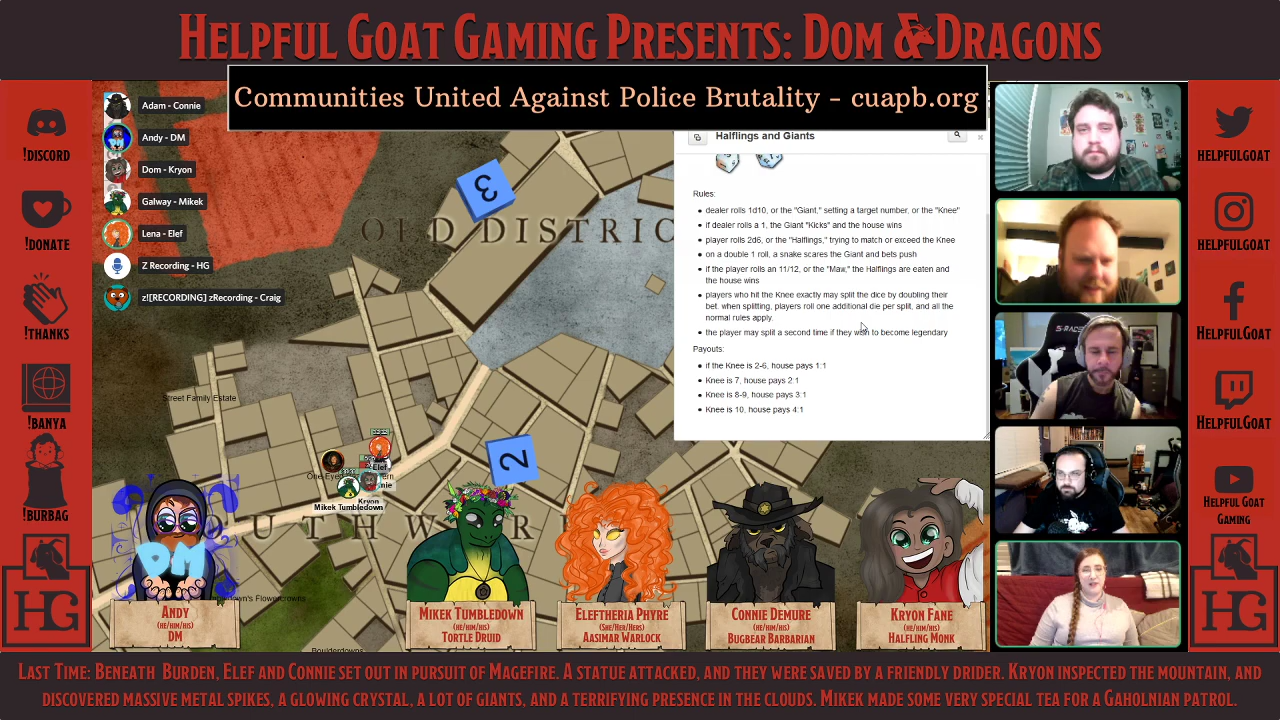 HELPFUL GOAT GAMING PRESENTS: DOM & DRAGONS
Communities United Against Police Brutality - cuapb.org
!DISCORD
!DONATE
!THANKS
!BANYA
!BURBAG
HG
Adam - Connie
Andy - DM
Dom - Kryon
Galway - Mikek
Lena - Elef
Z Recording - HG
z![RECORDING] zRecording - Craig
OLD DISTRIC
3
2
Street Family Estate
Elef
Kryon
Mikek Tumbledown
Halflings and Giants
Rules:
dealer rolls 1d10, or the "Giant," setting a target number, or the "Knee"
if dealer rolls a 1, the Giant "Kicks" and the house wins
player rolls 2d6, or the "Halflings," trying to match or exceed the Knee
on a double 1 roll, a snake scares the Giant and bets push
if the player rolls an 11/12, or the "Maw," the Halflings are eaten and
the house wins
players who hit the Knee exactly may split the dice by doubling their
bet. when splitting, players roll one additional die per split, and all the
normal rules apply.
the player may split a second time if they wish to become legendary
Payouts:
if the Knee is 2-6, house pays 1:1
Knee is 7, house pays 2:1
Knee is 8-9, house pays 3:1
Knee is 10, house pays 4:1
DM
ANDY
(HE/HIM/HIS)
DM
MIKEK TUMBLEDOWN
(HE/HIM/HIS)
TORTLE DRUID
ELEFTHERIA PHYRE
(SHE/HER/HERS)
AASIMAR WARLOCK
CONNIE DEMURE
(HE/HIM/HIS)
BUGBEAR BARBARIAN
KRYON FANE
(HE/HIM/HIS)
HALFLING MONK
HELPFULGOAT
HELPFULGOAT
HELPFULGOAT
HELPFULGOAT
HELPFUL GOAT
GAMING
HG
LAST TIME: BENEATH BURDEN, ELEF AND CONNIE SET OUT IN PURSUIT OF MAGEFIRE. A STATUE ATTACKED, AND THEY WERE SAVED BY A FRIENDLY DRIDER. KRYON INSPECTED THE MOUNTAIN, AND
DISCOVERED MASSIVE METAL SPIKES, A GLOWING CRYSTAL, A LOT OF GIANTS, AND A TERRIFYING PRESENCE IN THE CLOUDS. MIKEK MADE SOME VERY SPECIAL TEA FOR A GAHOLNIAN PATROL.